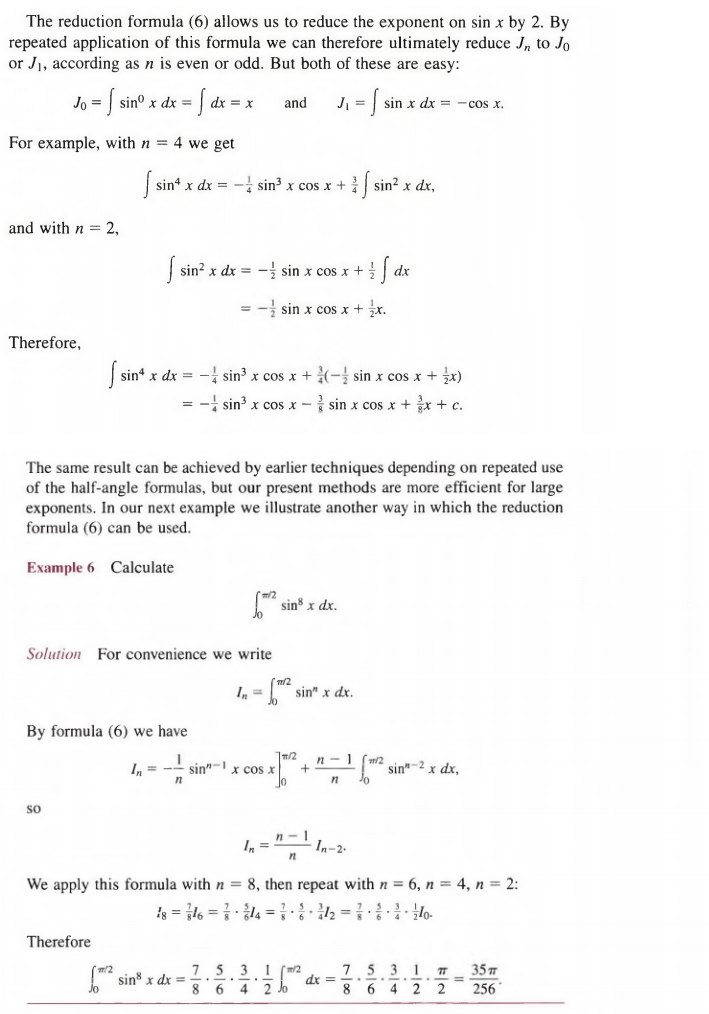 The reduction formula (6) allows us to reduce the exponent on sin x by 2. By
repeated application of this formula we can therefore ultimately reduce Jₙ to J₀
or J₁, according as n is even or odd. But both of these are easy:
J₀ = ∫ sin⁰ x dx = ∫ dx = x and J₁ = ∫ sin x dx = −cos x.
For example, with n = 4 we get
∫ sin⁴ x dx = −¼ sin³ x cos x + ¾ ∫ sin² x dx,
and with n = 2,
∫ sin² x dx = −½ sin x cos x + ½ ∫ dx
= −½ sin x cos x + ½x.
Therefore,
∫ sin⁴ x dx = −¼ sin³ x cos x + ¾(−½ sin x cos x + ½x)
= −¼ sin³ x cos x − ⅜ sin x cos x + ⅜x + c.
The same result can be achieved by earlier techniques depending on repeated use
of the half-angle formulas, but our present methods are more efficient for large
exponents. In our next example we illustrate another way in which the reduction
formula (6) can be used.
Example 6 Calculate
∫₀^(π/2) sin⁸ x dx.
Solution For convenience we write
Iₙ = ∫₀^(π/2) sinⁿ x dx.
By formula (6) we have
Iₙ = −(1/n) sinⁿ⁻¹ x cos x]₀^(π/2) + (n − 1)/n ∫₀^(π/2) sinⁿ⁻² x dx,
so
Iₙ = (n − 1)/n Iₙ₋₂.
We apply this formula with n = 8, then repeat with n = 6, n = 4, n = 2:
I₈ = ⅞I₆ = ⅞ · ⅚I₄ = ⅞ · ⅚ · ¾I₂ = ⅞ · ⅚ · ¾ · ½I₀.
Therefore
∫₀^(π/2) sin⁸ x dx = 7/8 · 5/6 · 3/4 · 1/2 ∫₀^(π/2) dx = 7/8 · 5/6 · 3/4 · 1/2 · π/2 = 35π/256.